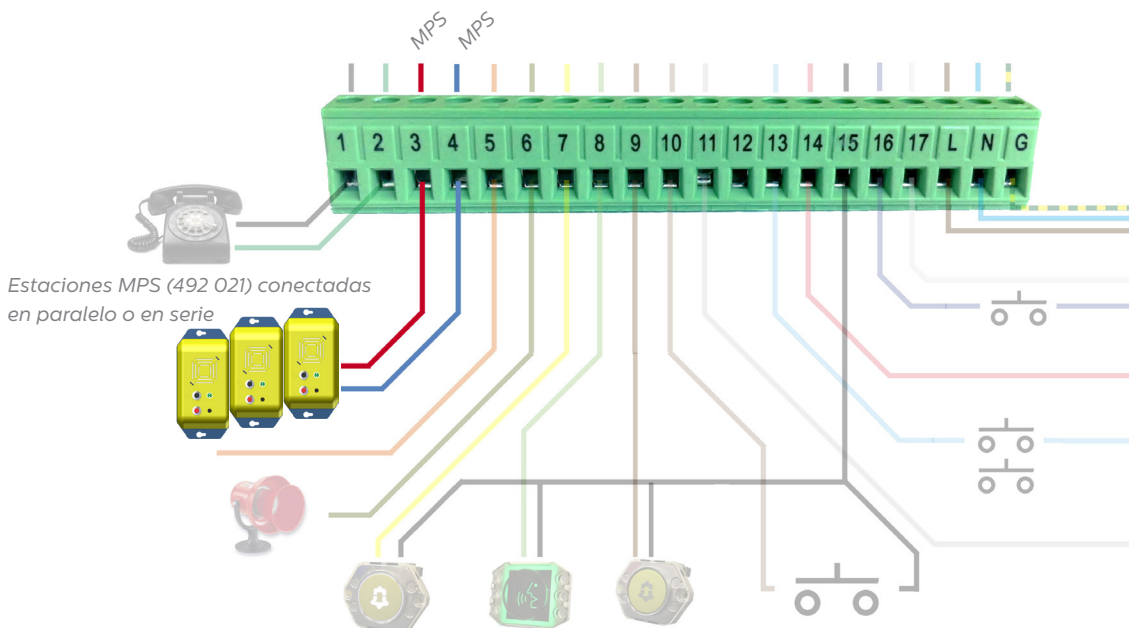 MPS MPS
1 2 3 4 5 6 7 8 9 10 11 12 13 14 15 16 17 L N G
Estaciones MPS (492 021) conectadas
en paralelo o en serie